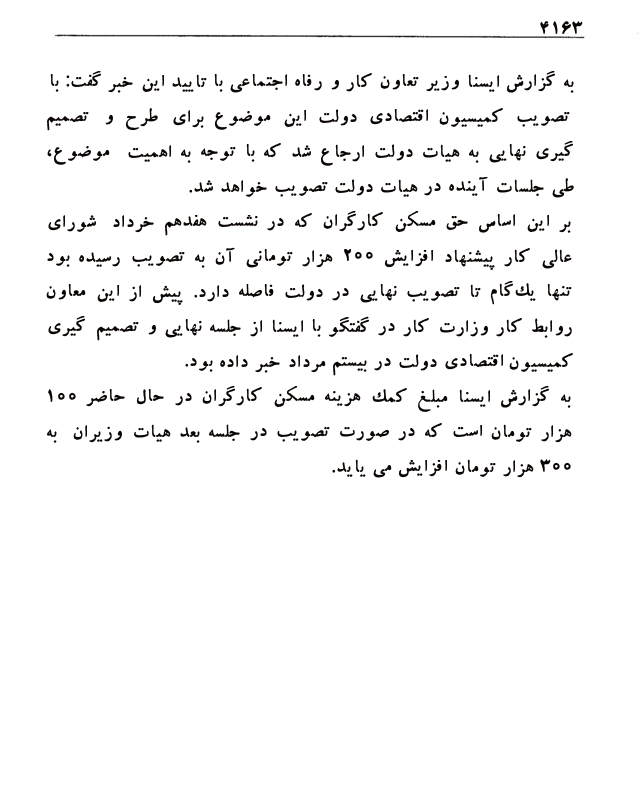 ۴۱۶۳
به گزارش ایسنا وزیر تعاون کار و رفاه اجتماعی با تایید این خبر گفت: با
تصویب کمیسیون اقتصادی دولت این موضوع برای طرح و تصمیم
گیری نهایی به هیات دولت ارجاع شد که با توجه به اهمیت موضوع،
طی جلسات آینده در هیات دولت تصویب خواهد شد.
بر این اساس حق مسکن کارگران که در نشست هفدهم خرداد شورای
عالی کار پیشنهاد افزایش ۲۰۰ هزار تومانی آن به تصویب رسیده بود
تنها یك‌گام تا تصویب نهایی در دولت فاصله دارد. پیش از این معاون
روابط کار وزارت کار در گفتگو با ایسنا از جلسه نهایی و تصمیم گیری
کمیسیون اقتصادی دولت در بیستم مرداد خبر داده بود.
به گزارش ایسنا مبلغ کمك هزینه مسکن کارگران در حال حاضر ۱۰۰
هزار تومان است که در صورت تصویب در جلسه بعد هیات وزیران به
۳۰۰ هزار تومان افزایش می یابد.